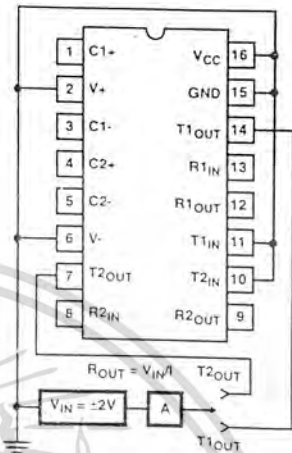 1 C1+ VCC 16
2 V+ GND 15
3 C1- T1OUT 14
4 C2+ R1IN 13
5 C2- R1OUT 12
6 V- T1IN 11
7 T2OUT T2IN 10
8 R2IN R2OUT 9
ROUT = VIN/I T2OUT
VIN = ±2V A
T1OUT